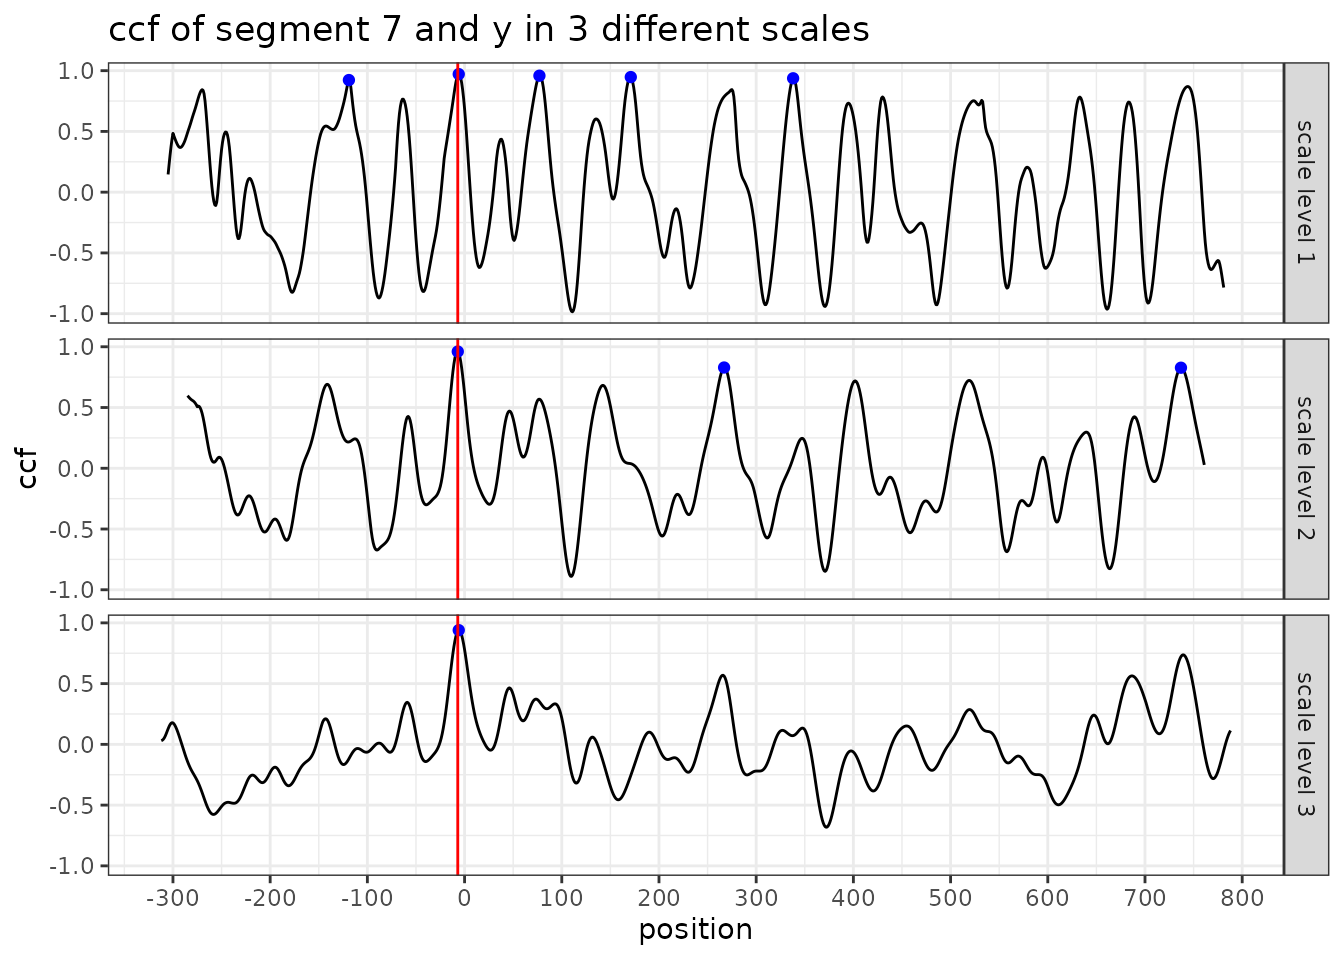 ccf of segment 7 and y in 3 different scales
1.0
0.5
0.0
-0.5
-1.0
scale level 1
1.0
0.5
0.0
-0.5
-1.0
scale level 2
ccf
1.0
0.5
0.0
-0.5
-1.0
scale level 3
-300 -200 -100 0 100 200 300 400 500 600 700 800
position